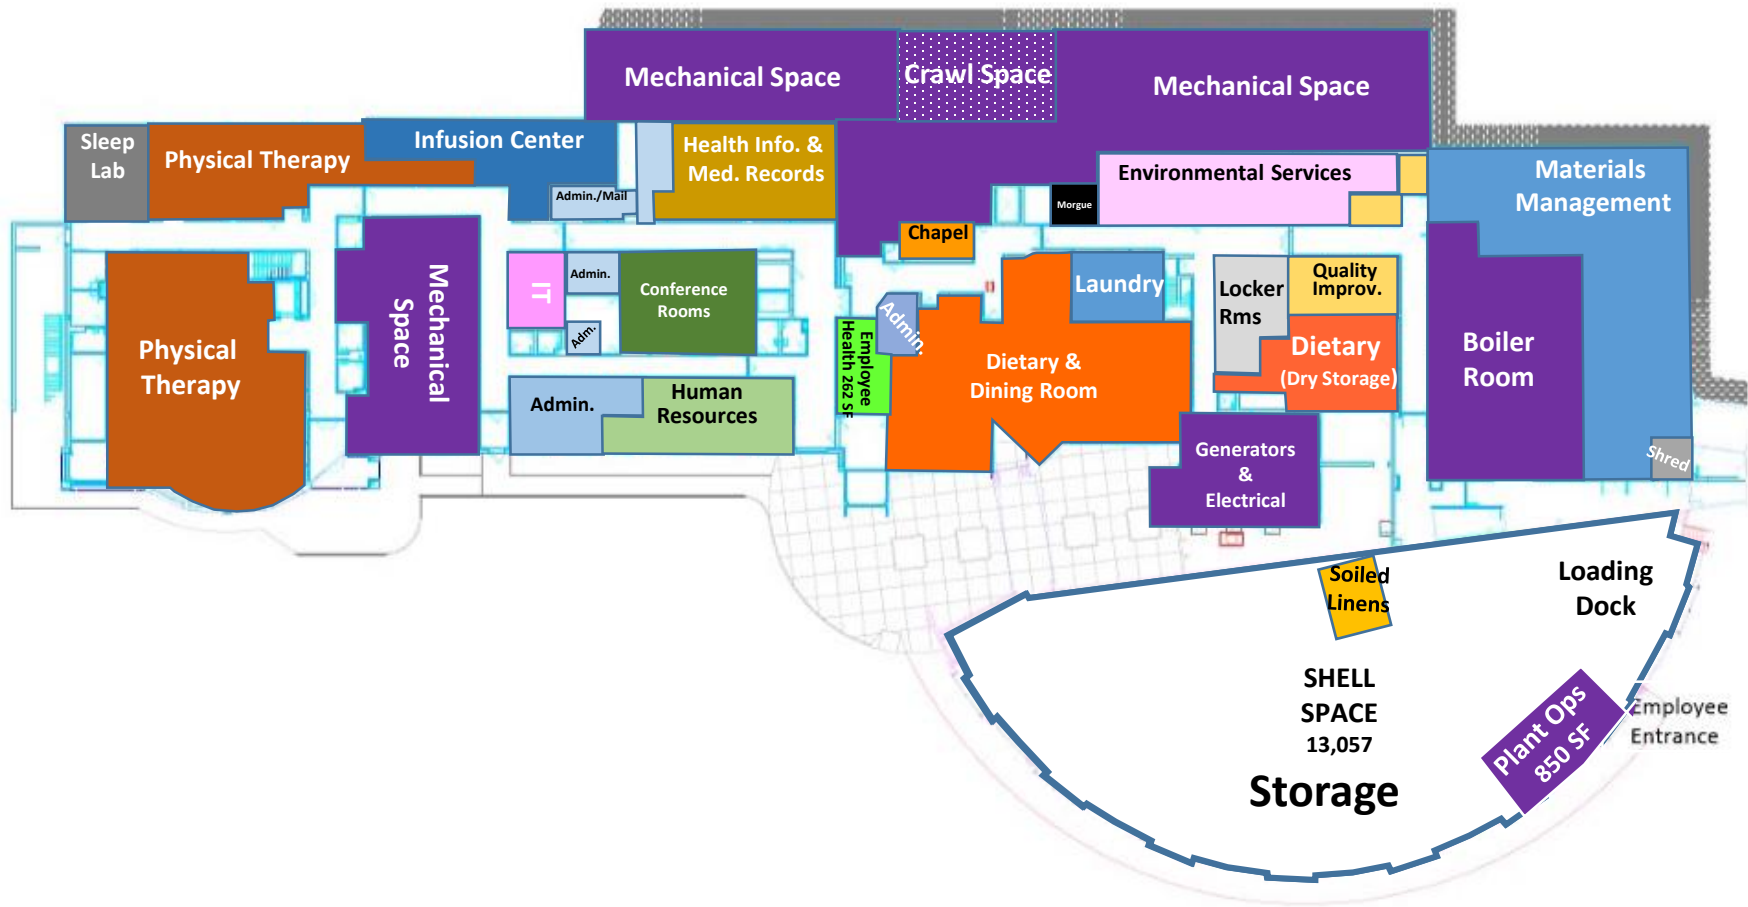 Mechanical Space
Crawl Space
Mechanical Space
Sleep
Lab
Physical Therapy
Infusion Center
Health Info. &
Med. Records
Admin./Mail
Environmental Services
Morgue
Materials
Management
Chapel
Physical
Therapy
Mechanical
Space
IT
Admin.
Adm.
Conference
Rooms
Admin.
Human
Resources
Employee
Health 262 SF
Admin.
Laundry
Dietary &
Dining Room
Locker
Rms
Quality
Improv.
Dietary
(Dry Storage)
Boiler
Room
Shred
Generators
&
Electrical
Soiled
Linens
Loading
Dock
SHELL
SPACE
13,057
Storage
Plant Ops
850 SF
Employee
Entrance